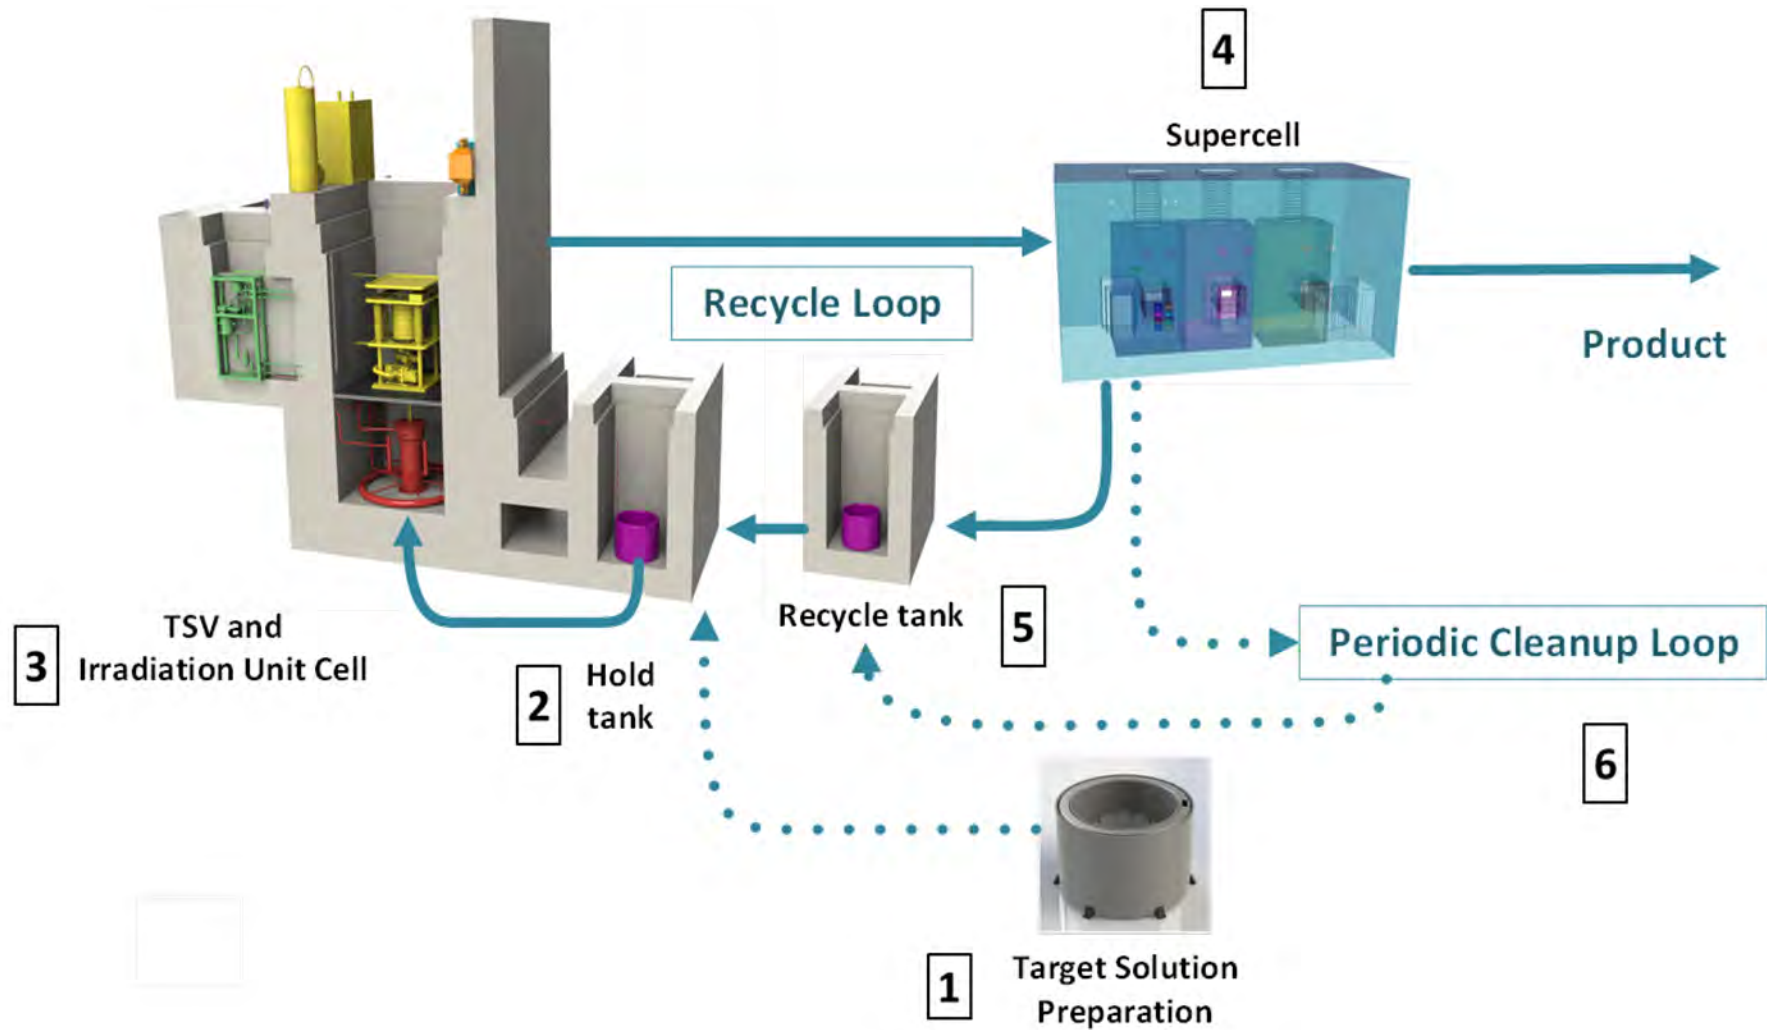 4
Supercell
Recycle Loop
Product
Recycle tank
5
Periodic Cleanup Loop
3
TSV and
Irradiation Unit Cell
2
Hold
tank
6
1
Target Solution
Preparation